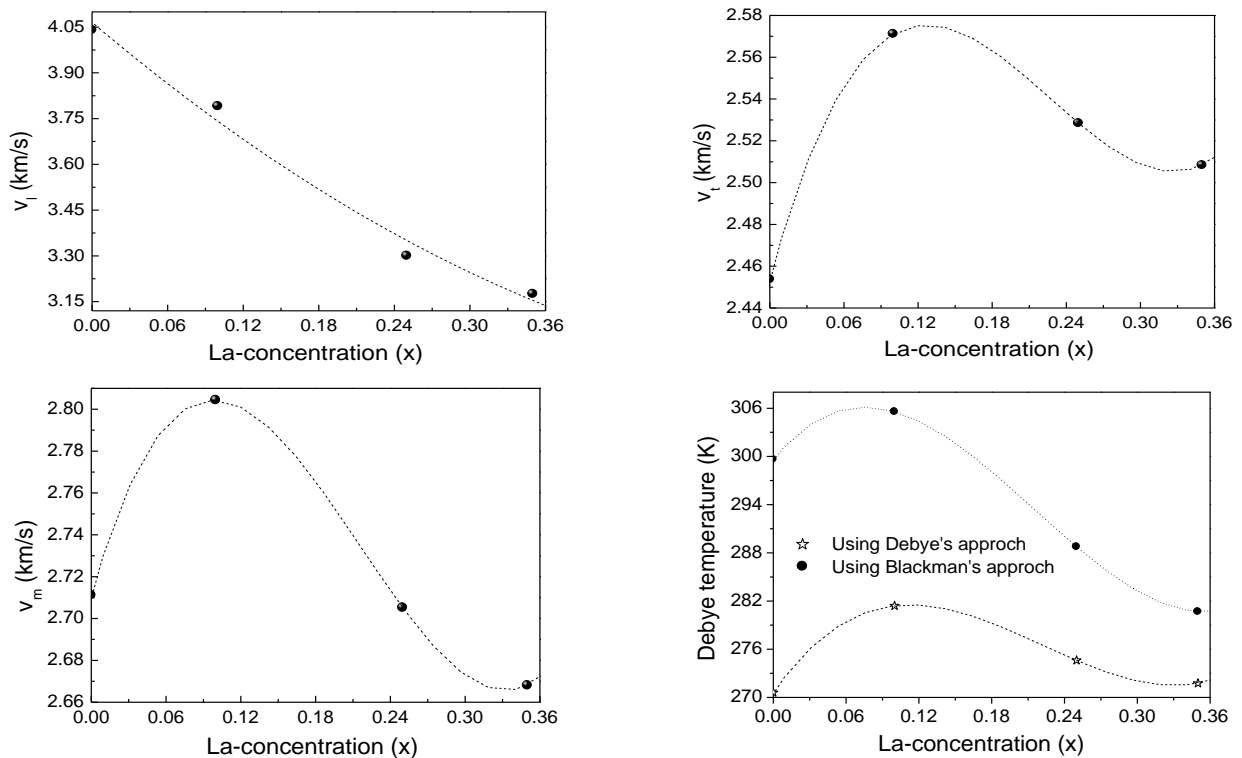 4.05
3.90
3.75
3.60
3.45
3.30
3.15
v_l (km/s)
0.00 0.06 0.12 0.18 0.24 0.30 0.36
La-concentration (x)
2.58
2.56
2.54
2.52
2.50
2.48
2.46
2.44
v_t (km/s)
0.00 0.06 0.12 0.18 0.24 0.30 0.36
La-concentration (x)
2.80
2.78
2.76
2.74
2.72
2.70
2.68
2.66
v_m (km/s)
0.00 0.06 0.12 0.18 0.24 0.30 0.36
La-concentration (x)
306
300
294
288
282
276
270
Debye temperature (K)
Using Debye's approch
Using Blackman's approch
0.00 0.06 0.12 0.18 0.24 0.30 0.36
La-concentration (x)